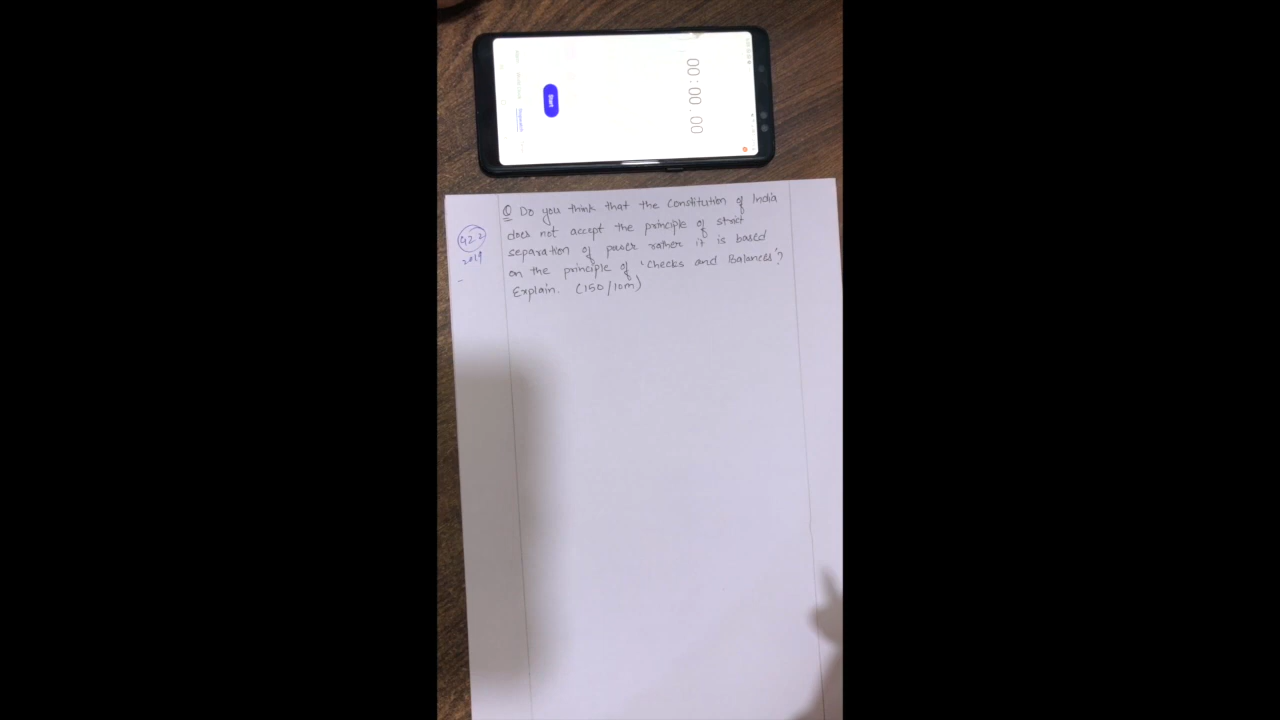 00:00.00
Start
Stopwatch
Q Do you think that the Constitution of India
does not accept the principle of strict
separation of power rather it is based
on the principle of 'Checks and Balances'?
Explain. (150/10m)
GS 2
2019